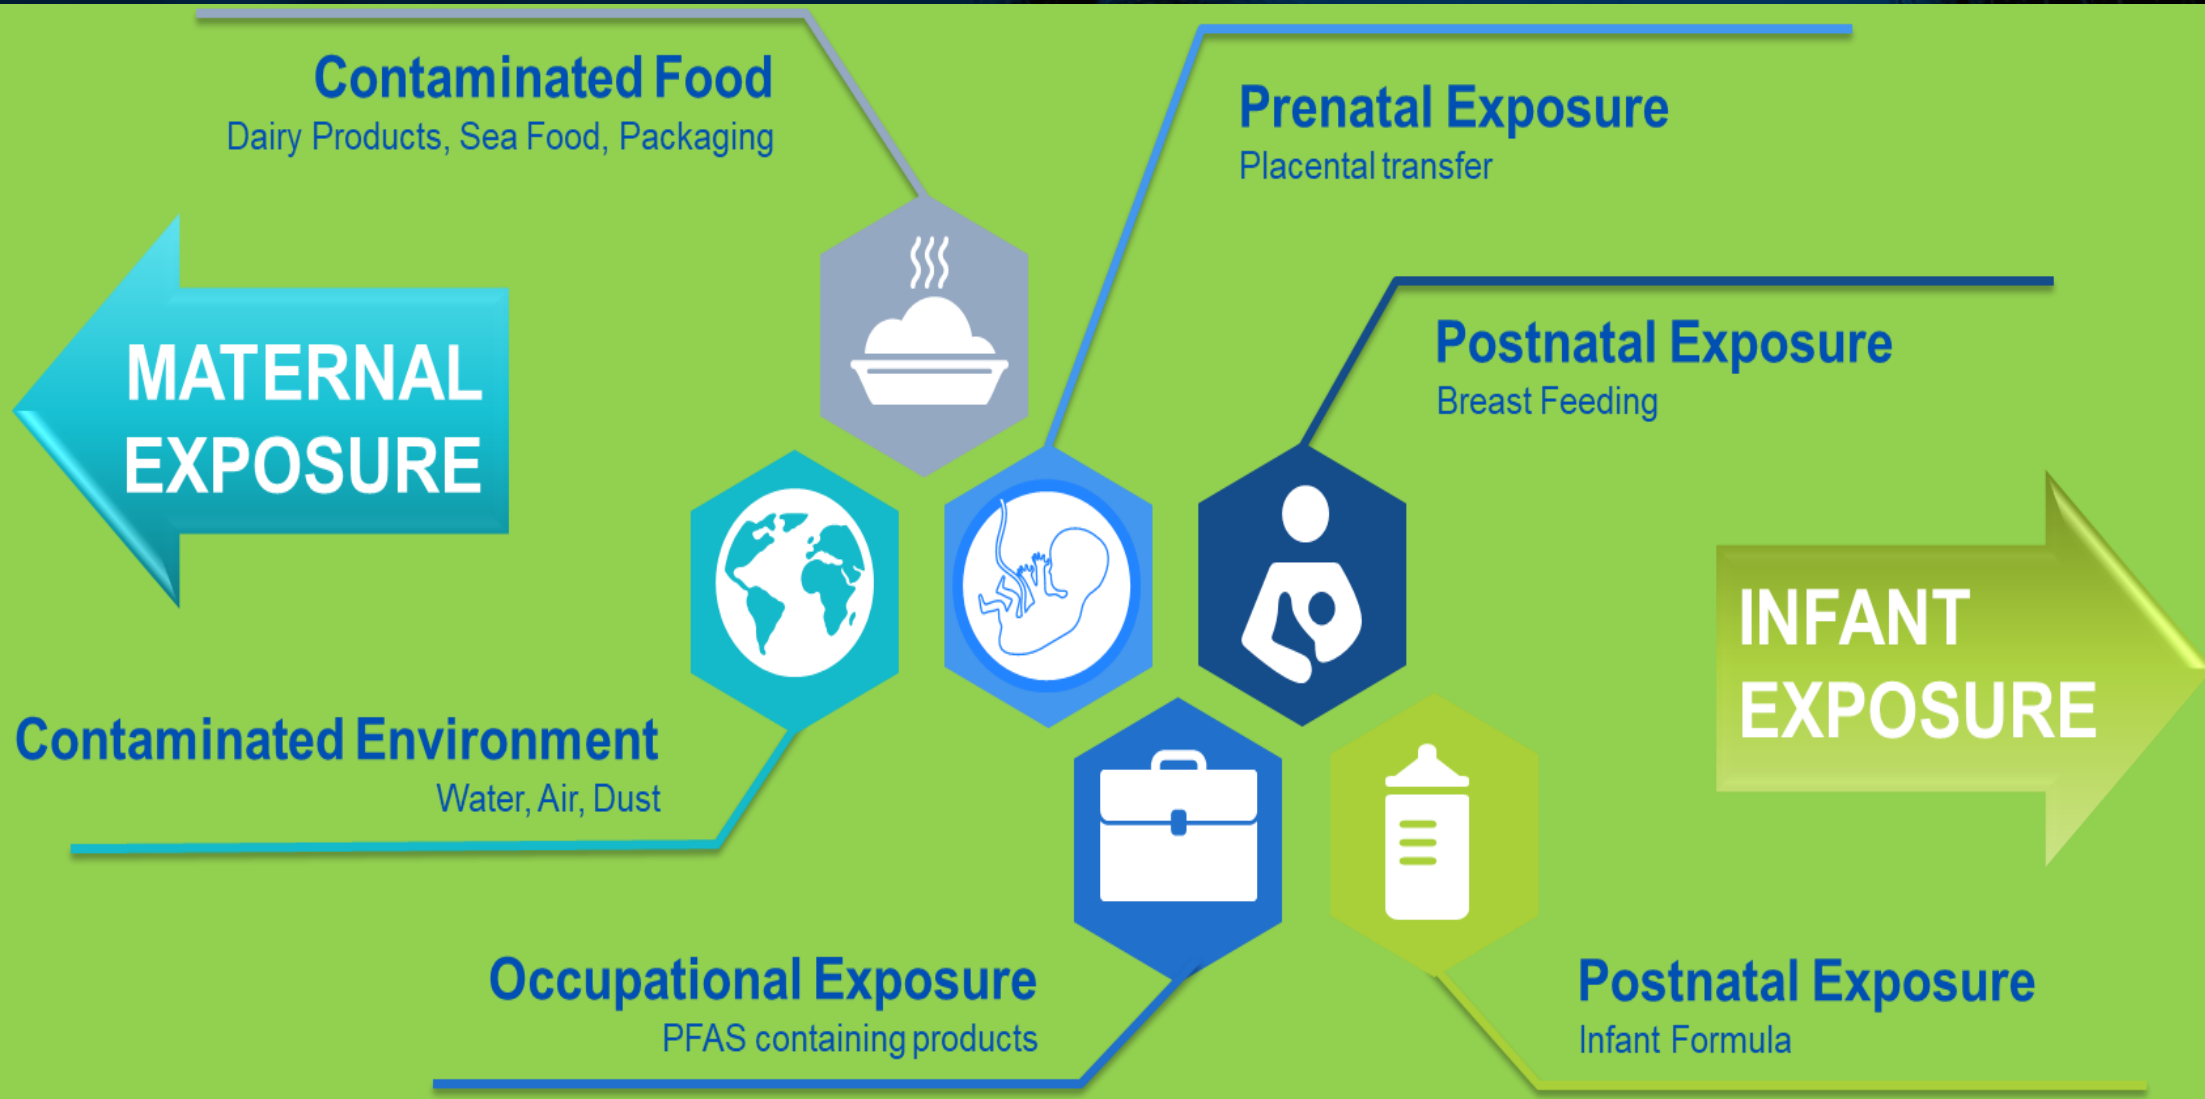 Contaminated Food
Dairy Products, Sea Food, Packaging
Prenatal Exposure
Placental transfer
MATERNAL
EXPOSURE
Postnatal Exposure
Breast Feeding
INFANT
EXPOSURE
Contaminated Environment
Water, Air, Dust
Occupational Exposure
PFAS containing products
Postnatal Exposure
Infant Formula